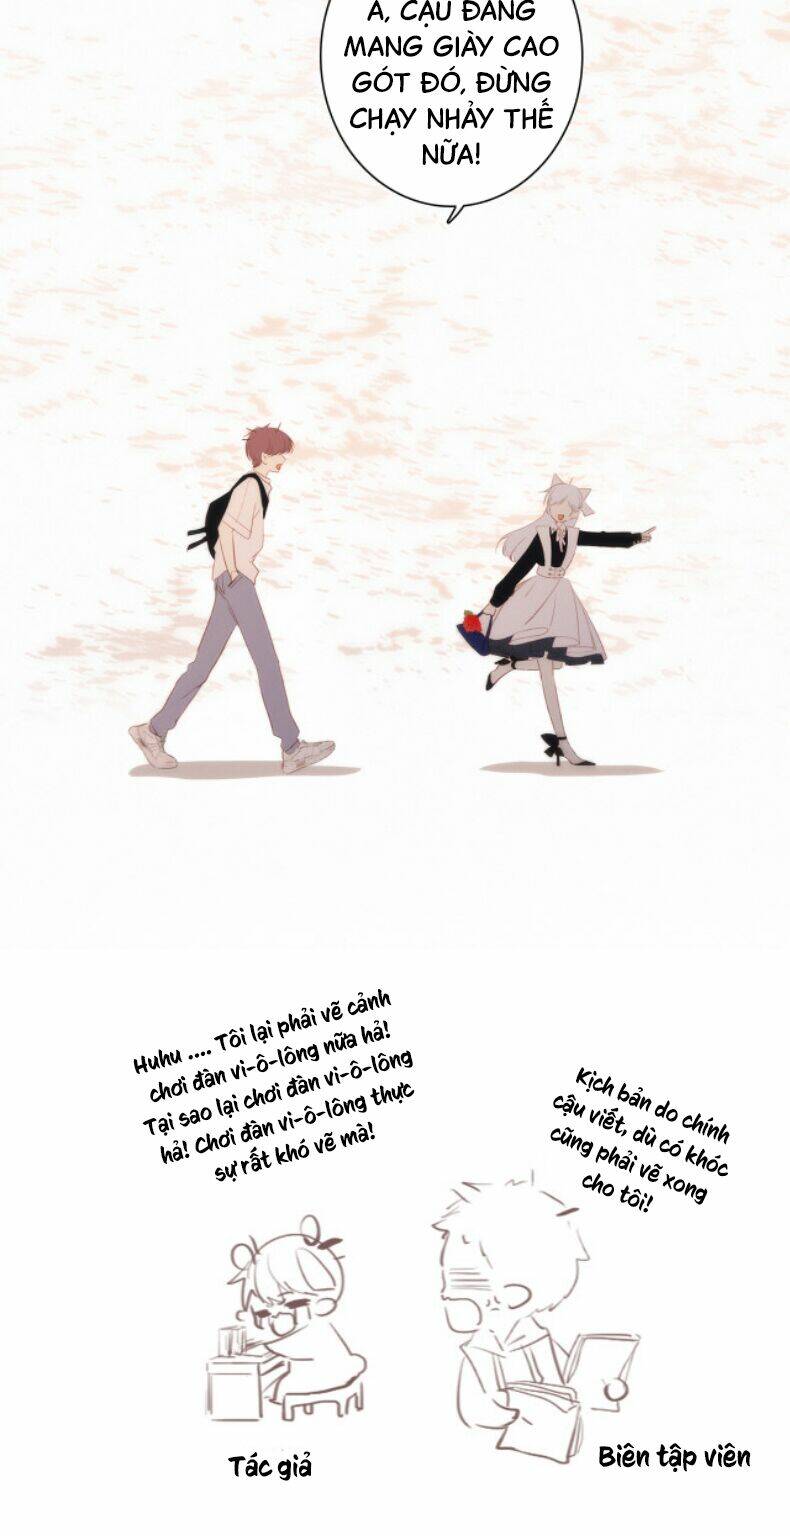 À, CẬU ĐANG
MANG GIÀY CAO
GÓT ĐÓ, ĐỪNG
CHẠY NHẢY THẾ
NỮA!
Huhu .... Tôi lại phải vẽ cảnh
chơi đàn vi-ô-lông nữa hả!
Tại sao lại chơi đàn vi-ô-lông
hả! Chơi đàn vi-ô-lông thực
sự rất khó vẽ mà!
Kịch bản do chính
cậu viết, dù có khóc
cũng phải vẽ xong
cho tôi!
Tác giả
Biên tập viên